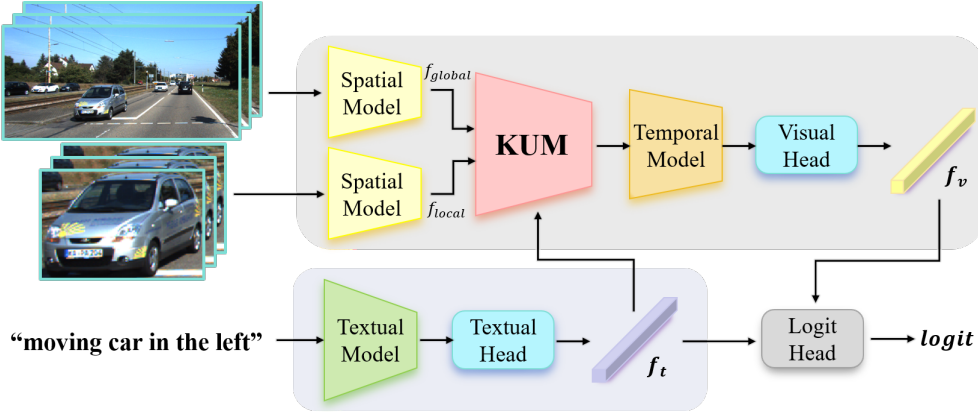 Spatial
Model
f_global
KUM
Temporal
Model
Visual
Head
f_v
Spatial
Model
f_local
"moving car in the left"
Textual
Model
Textual
Head
f_t
Logit
Head
logit